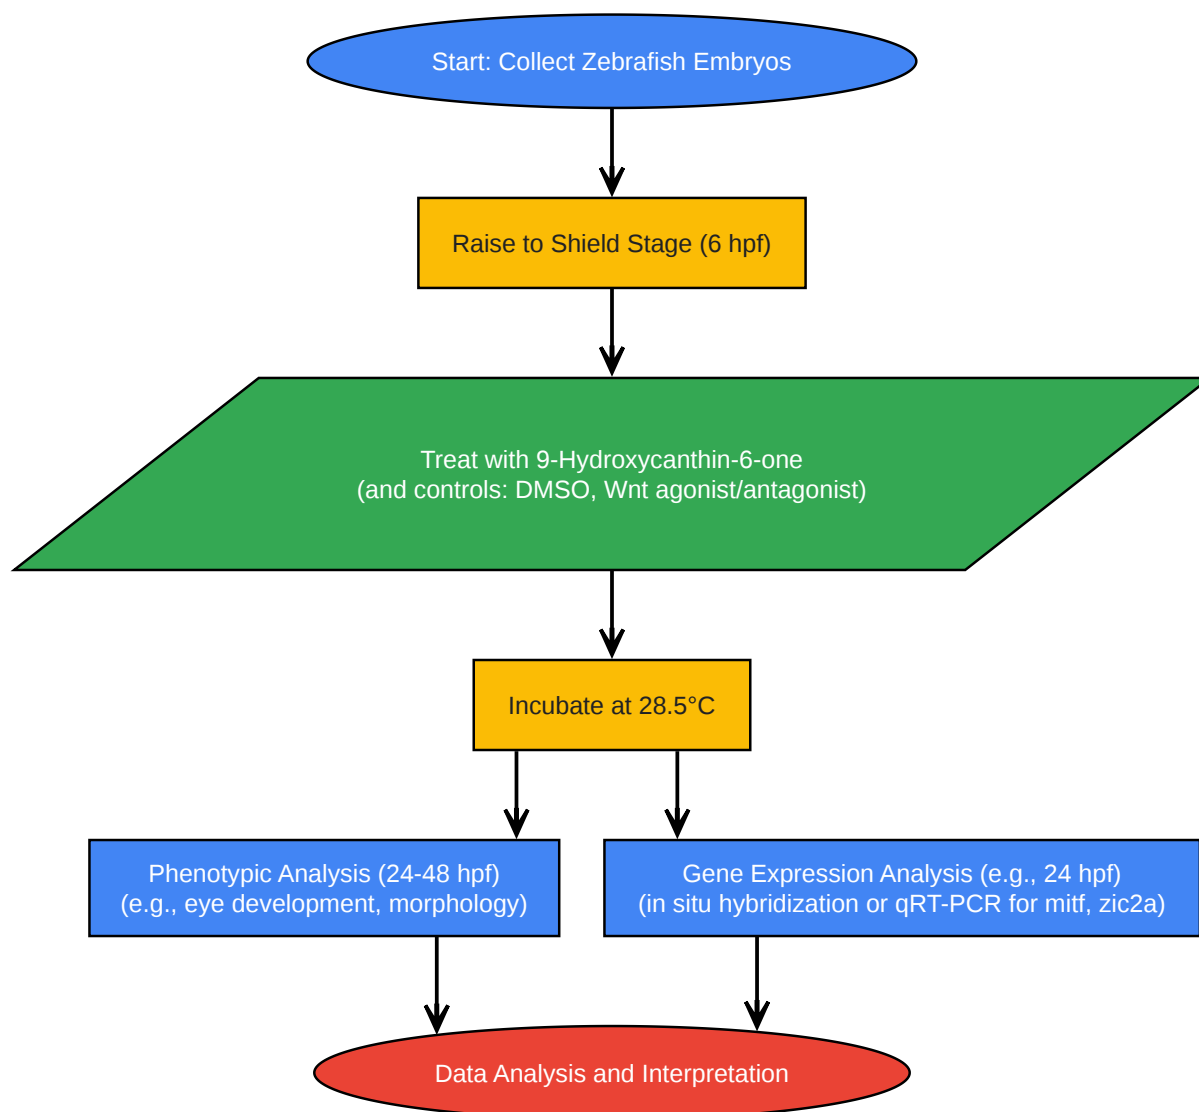 Start: Collect Zebrafish Embryos
Raise to Shield Stage (6 hpf)
Treat with 9-Hydroxycanthin-6-one
(and controls: DMSO, Wnt agonist/antagonist)
Incubate at 28.5°C
Phenotypic Analysis (24-48 hpf)
(e.g., eye development, morphology)
Gene Expression Analysis (e.g., 24 hpf)
(in situ hybridization or qRT-PCR for mitf, zic2a)
Data Analysis and Interpretation